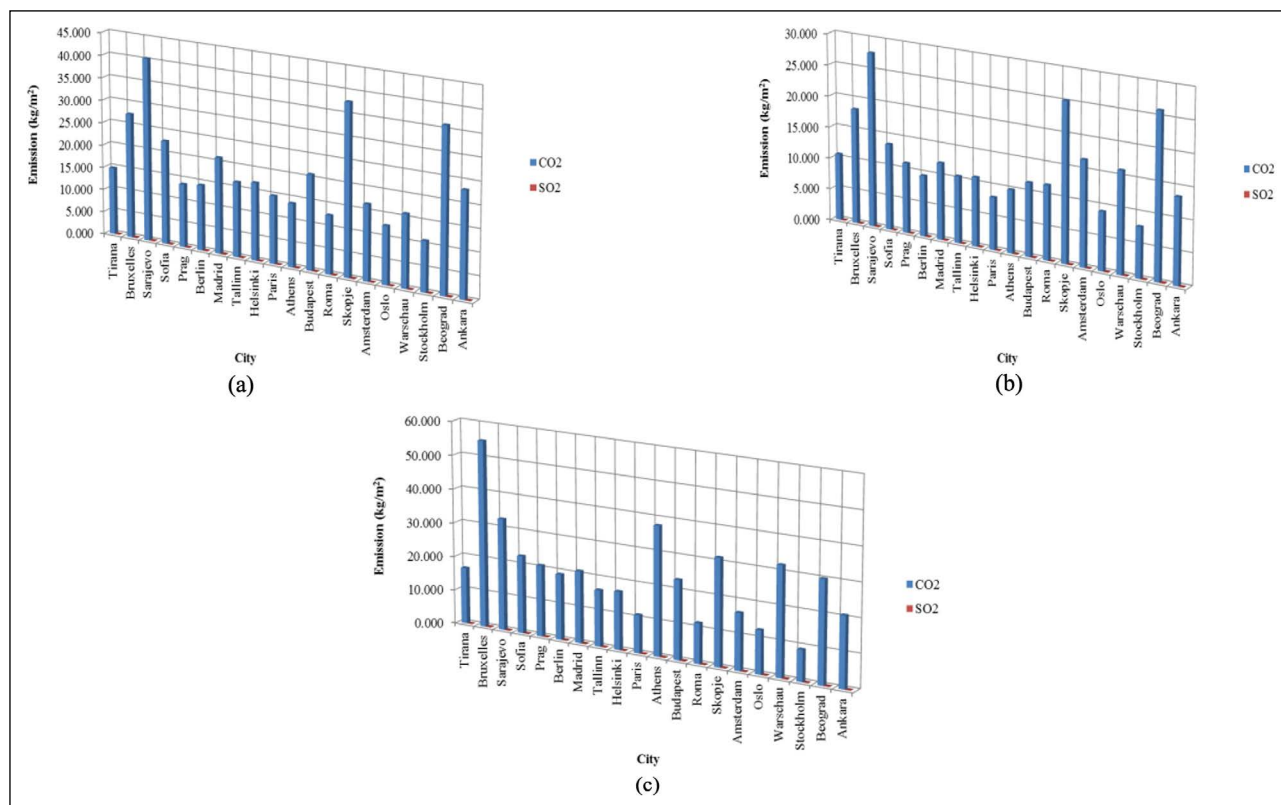 45.000
40.000
35.000
30.000
25.000
20.000
15.000
10.000
5.000
0.000
Emission (kg/m²)
Tirana
Bruxelles
Sarajevo
Sofia
Prag
Berlin
Madrid
Tallinn
Helsinki
Paris
Athens
Budapest
Roma
Skopje
Amsterdam
Oslo
Warschau
Stockholm
Beograd
Ankara
City
CO2
SO2
(a)
30.000
25.000
20.000
15.000
10.000
5.000
0.000
Emission (kg/m²)
Tirana
Bruxelles
Sarajevo
Sofia
Prag
Berlin
Madrid
Tallinn
Helsinki
Paris
Athens
Budapest
Roma
Skopje
Amsterdam
Oslo
Warschau
Stockholm
Beograd
Ankara
City
CO2
SO2
(b)
60.000
50.000
40.000
30.000
20.000
10.000
0.000
Emission (kg/m²)
Tirana
Bruxelles
Sarajevo
Sofia
Prag
Berlin
Madrid
Tallinn
Helsinki
Paris
Athens
Budapest
Roma
Skopje
Amsterdam
Oslo
Warschau
Stockholm
Beograd
Ankara
City
CO2
SO2
(c)